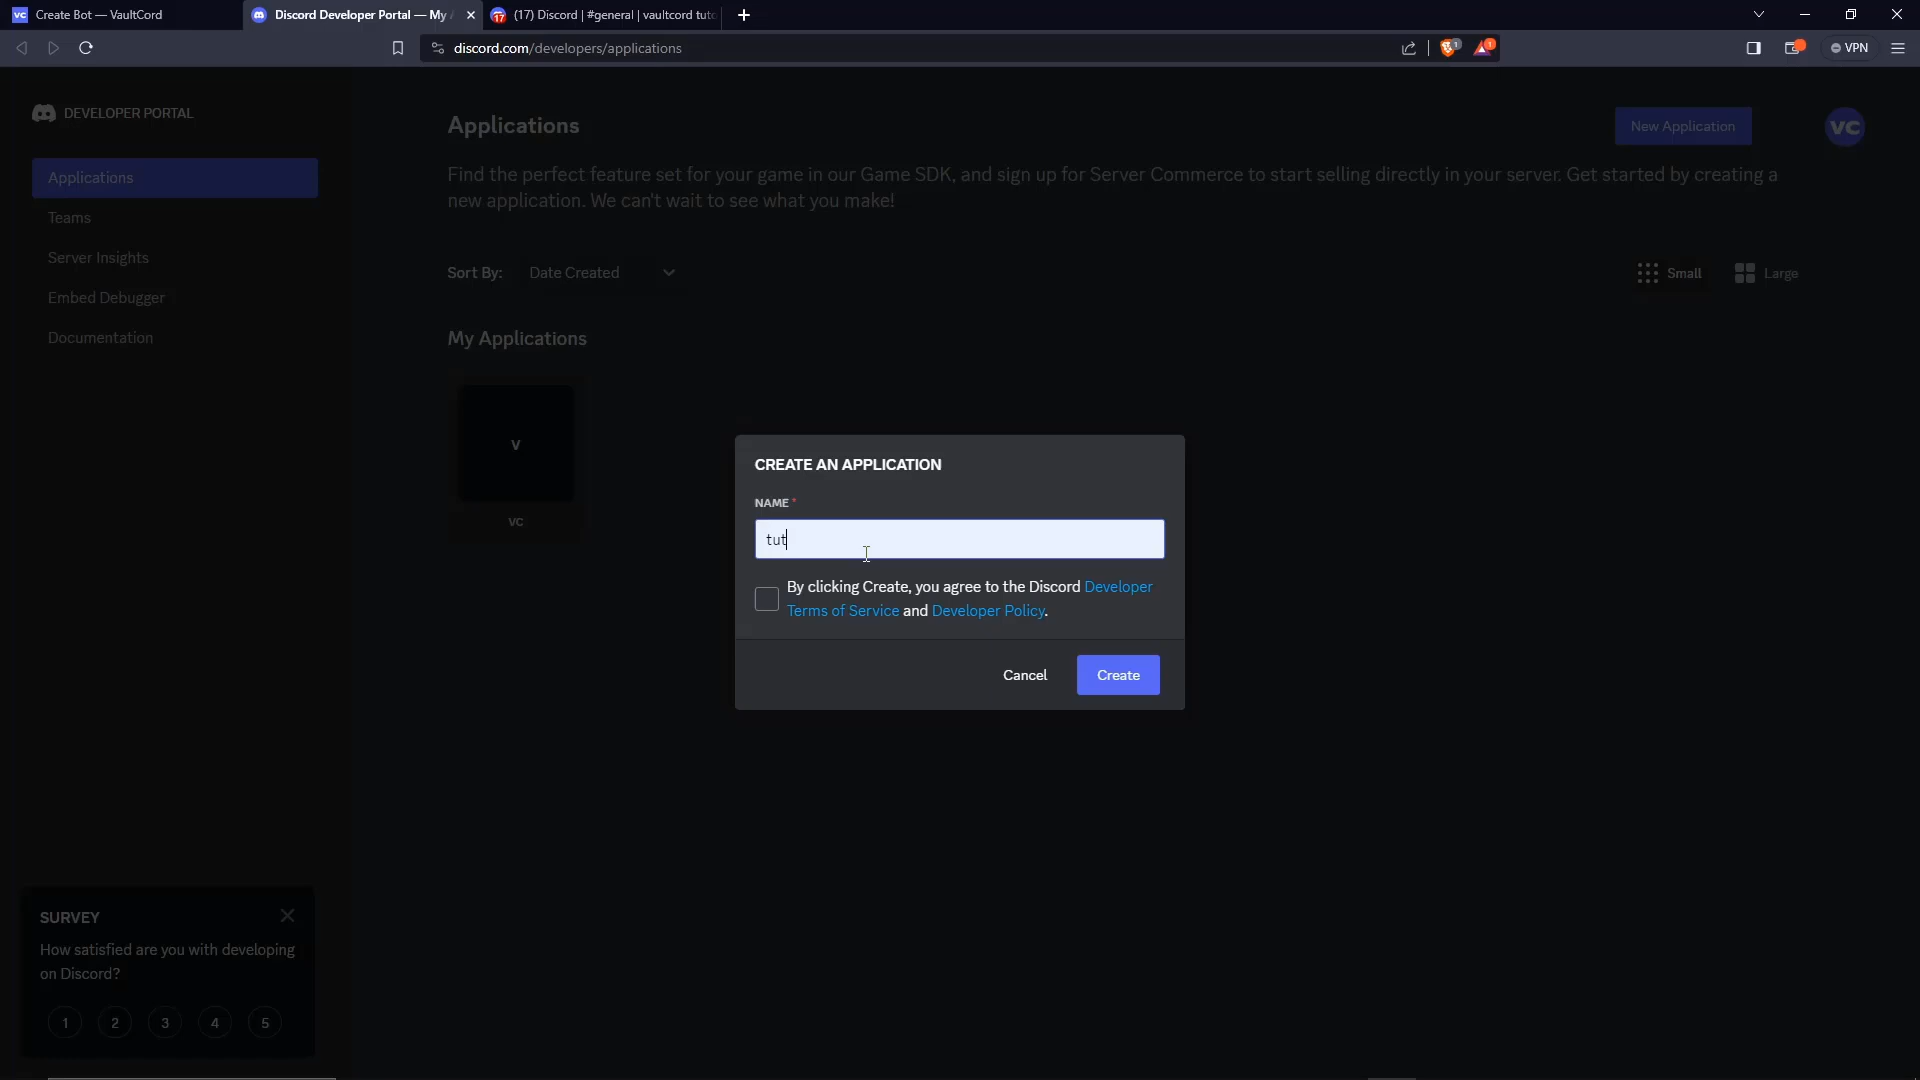 VC Create Bot — VaultCord
Discord Developer Portal — My
17 (17) Discord | #general | vaultcord tuto
discord.com/developers/applications
1
1
VPN
DEVELOPER PORTAL
Applications
Teams
Server Insights
Embed Debugger
Documentation
Applications
New Application
VC
Find the perfect feature set for your game in our Game SDK, and sign up for Server Commerce to start selling directly in your server. Get started by creating a
new application. We can't wait to see what you make!
Sort By: Date Created
Small Large
My Applications
V
VC
CREATE AN APPLICATION
NAME *
tut
By clicking Create, you agree to the Discord Developer
Terms of Service and Developer Policy.
Cancel Create
SURVEY
How satisfied are you with developing
on Discord?
1 2 3 4 5